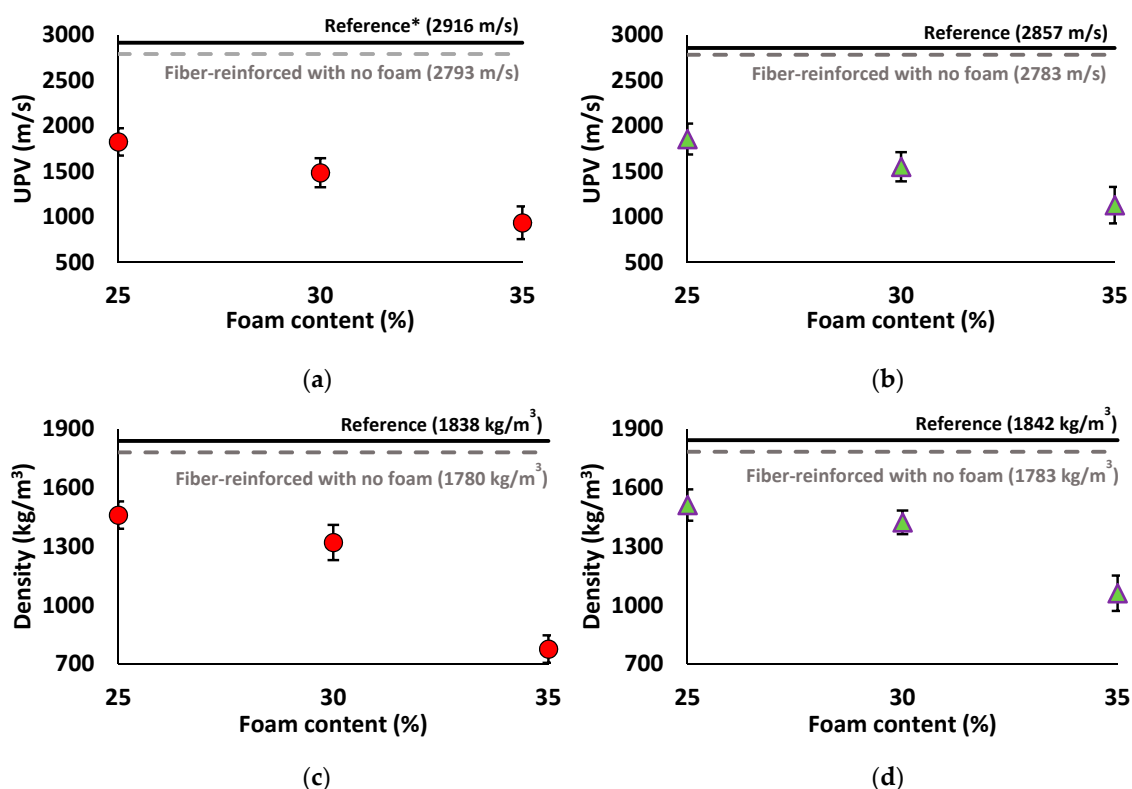 Reference* (2916 m/s)
Fiber-reinforced with no foam (2793 m/s)
UPV (m/s)
3000
2500
2000
1500
1000
500
25 30 35
Foam content (%)
(a)
Reference (2857 m/s)
Fiber-reinforced with no foam (2783 m/s)
UPV (m/s)
3000
2500
2000
1500
1000
500
25 30 35
Foam content (%)
(b)
Reference (1838 kg/m³)
Fiber-reinforced with no foam (1780 kg/m³)
Density (kg/m³)
1900
1600
1300
1000
700
25 30 35
Foam content (%)
(c)
Reference (1842 kg/m³)
Fiber-reinforced with no foam (1783 kg/m³)
Density (kg/m³)
1900
1600
1300
1000
700
25 30 35
Foam content (%)
(d)